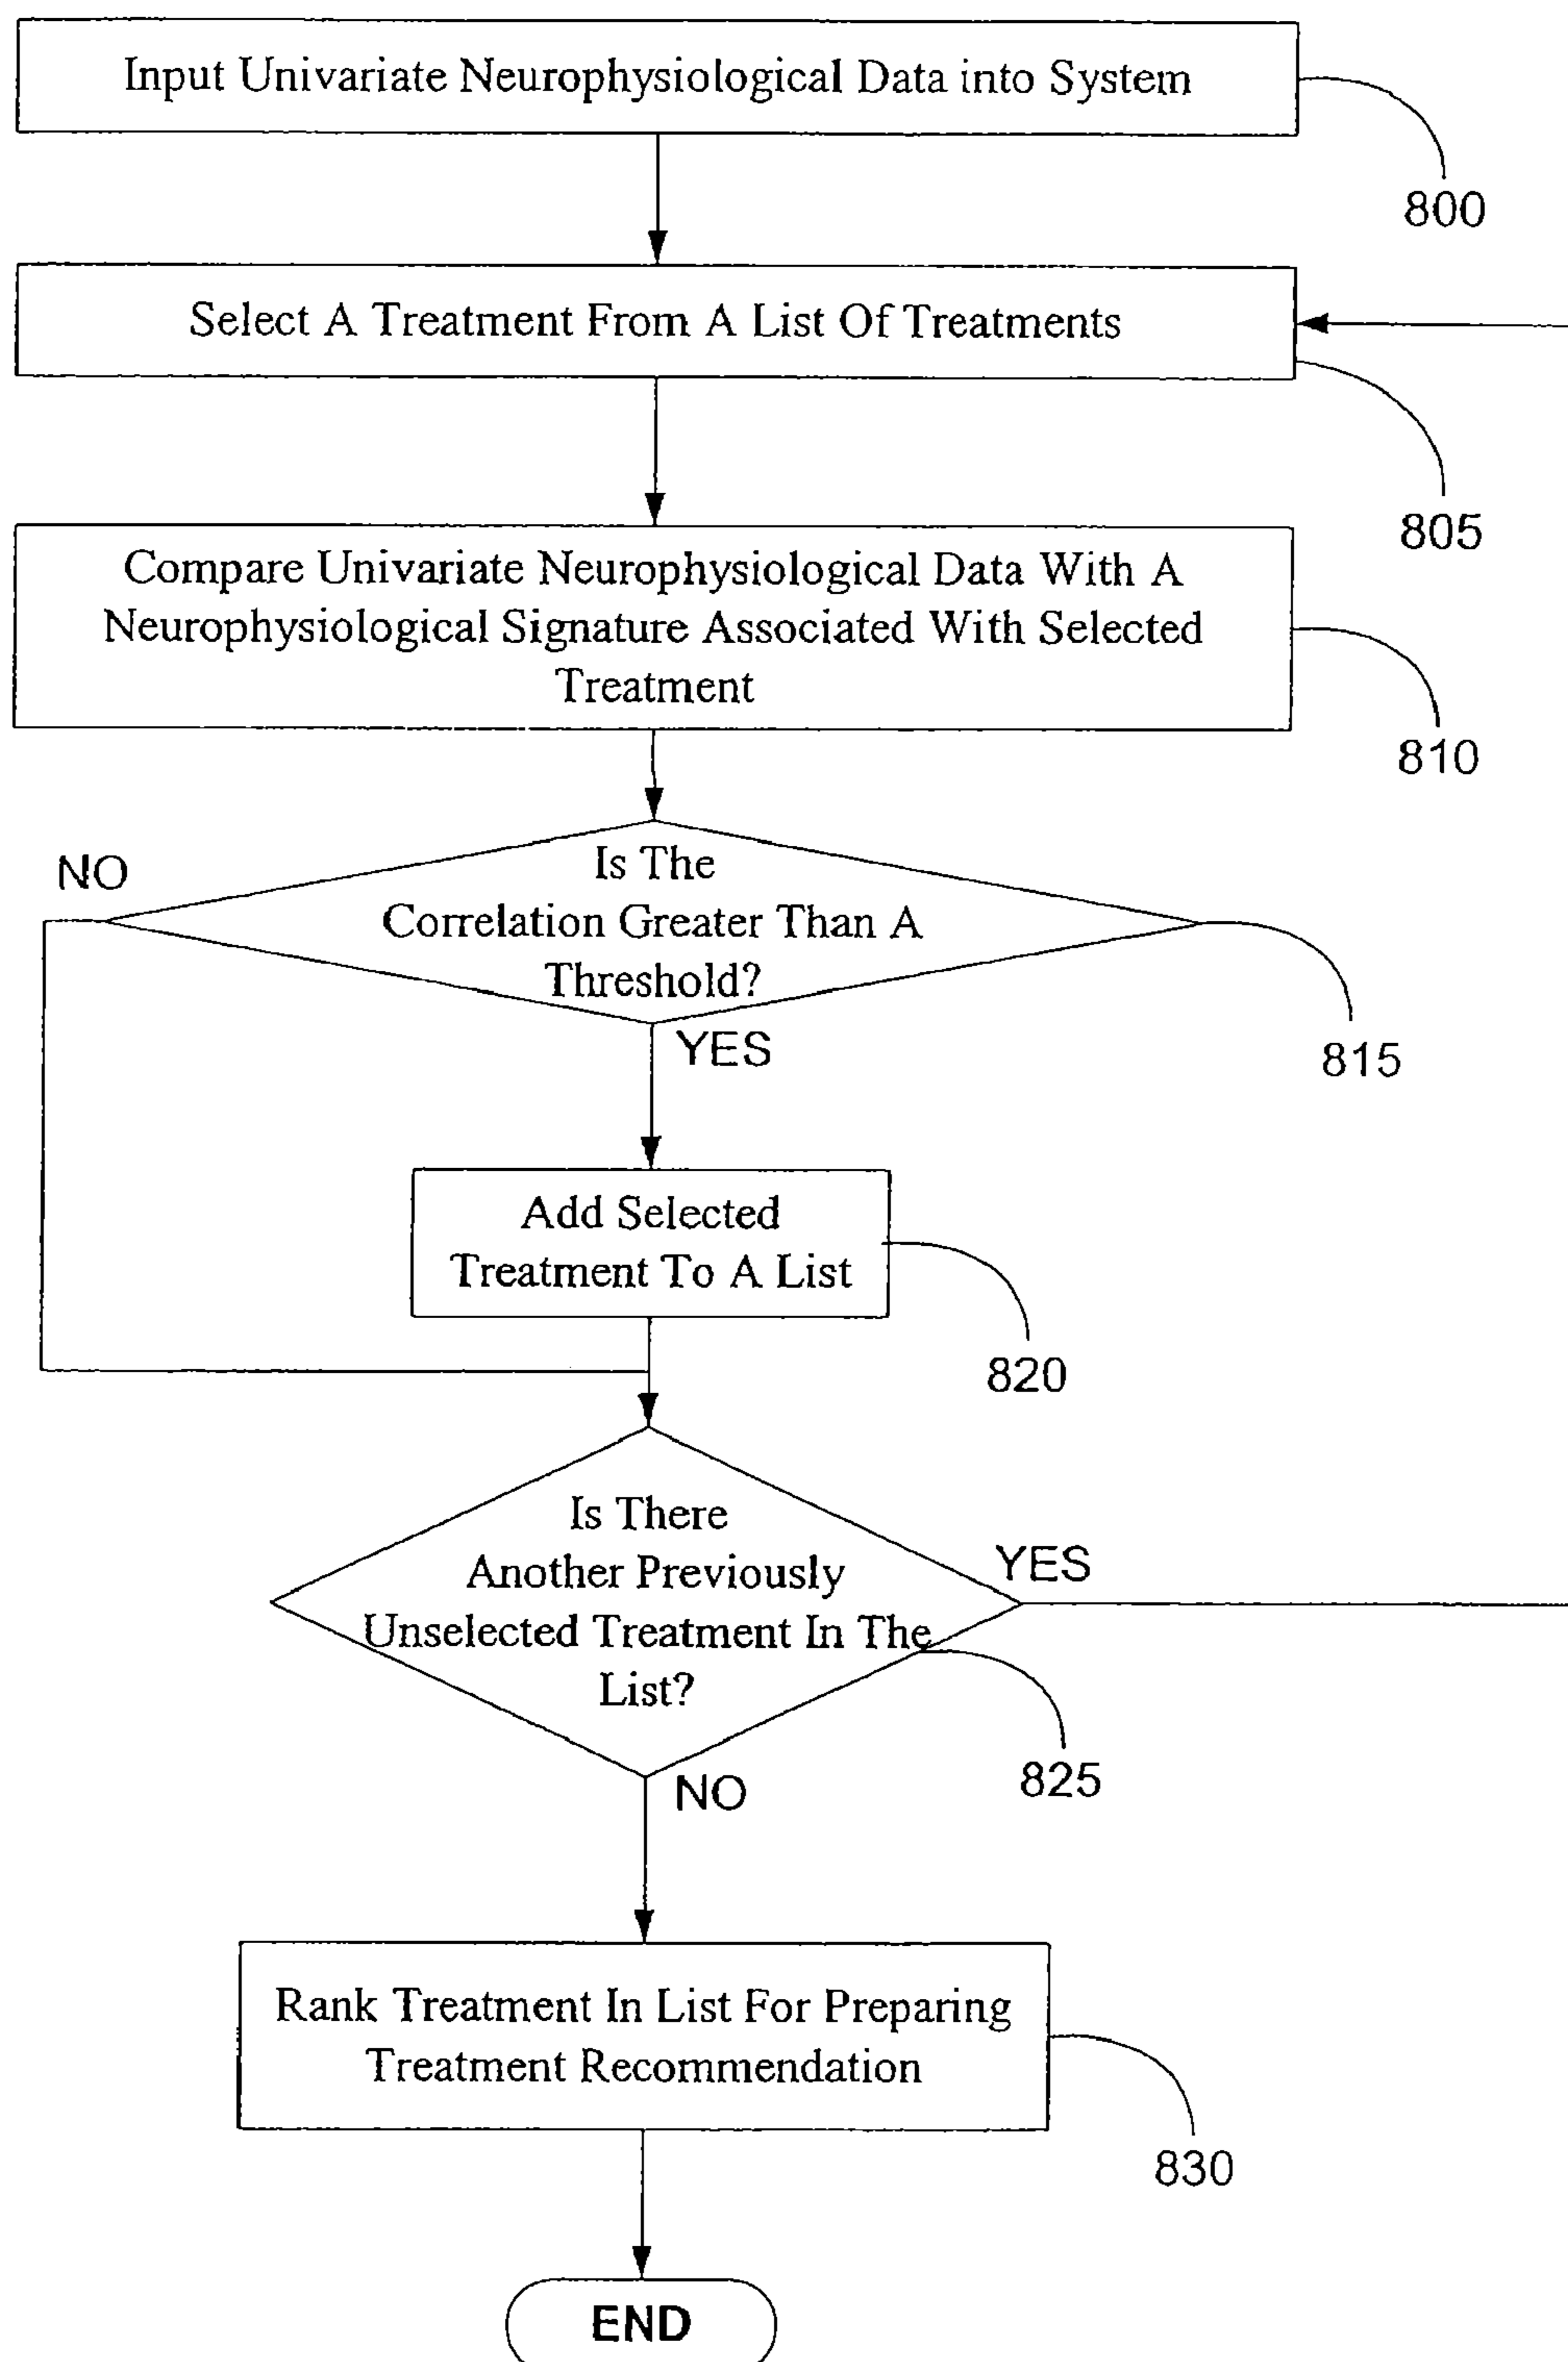 Input Univariate Neurophysiological Data into System
800
Select A Treatment From A List Of Treatments
805
Compare Univariate Neurophysiological Data With A
Neurophysiological Signature Associated With Selected
Treatment
810
NO
Is The
Correlation Greater Than A
Threshold?
YES
815
Add Selected
Treatment To A List
820
Is There
Another Previously
Unselected Treatment In The
List?
YES
825
NO
Rank Treatment In List For Preparing
Treatment Recommendation
830
END